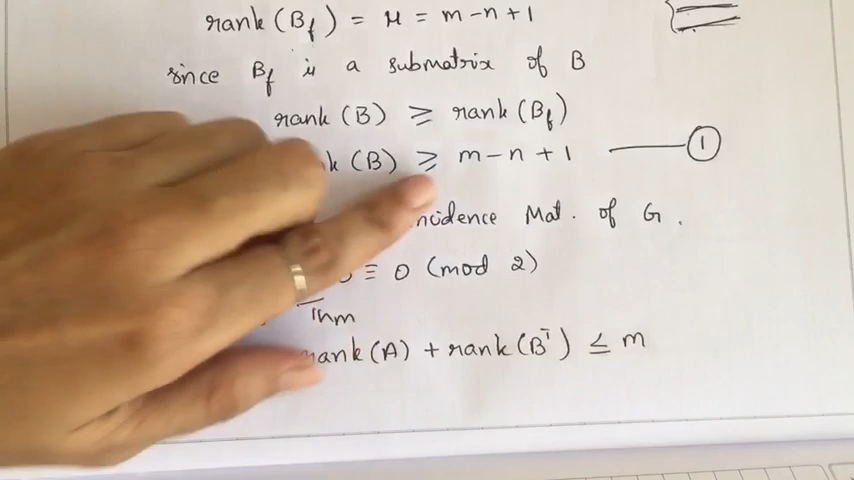 rank (B_f) = μ = m-n+1
since B_f is a submatrix of B
rank (B) ≥ rank (B_f)
(B) ≥ m-n+1 ——— ①
Mat. of G.
≡ 0 (mod 2)
Thm
rank(A) + rank(Bᵀ) ≤ m